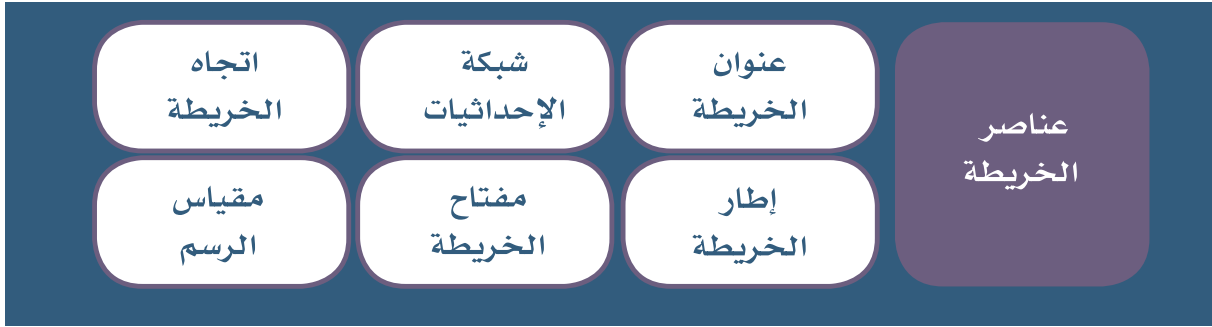 عناصر
الخريطة
عنوان
الخريطة
شبكة
الإحداثيات
اتجاه
الخريطة
إطار
الخريطة
مفتاح
الخريطة
مقياس
الرسم